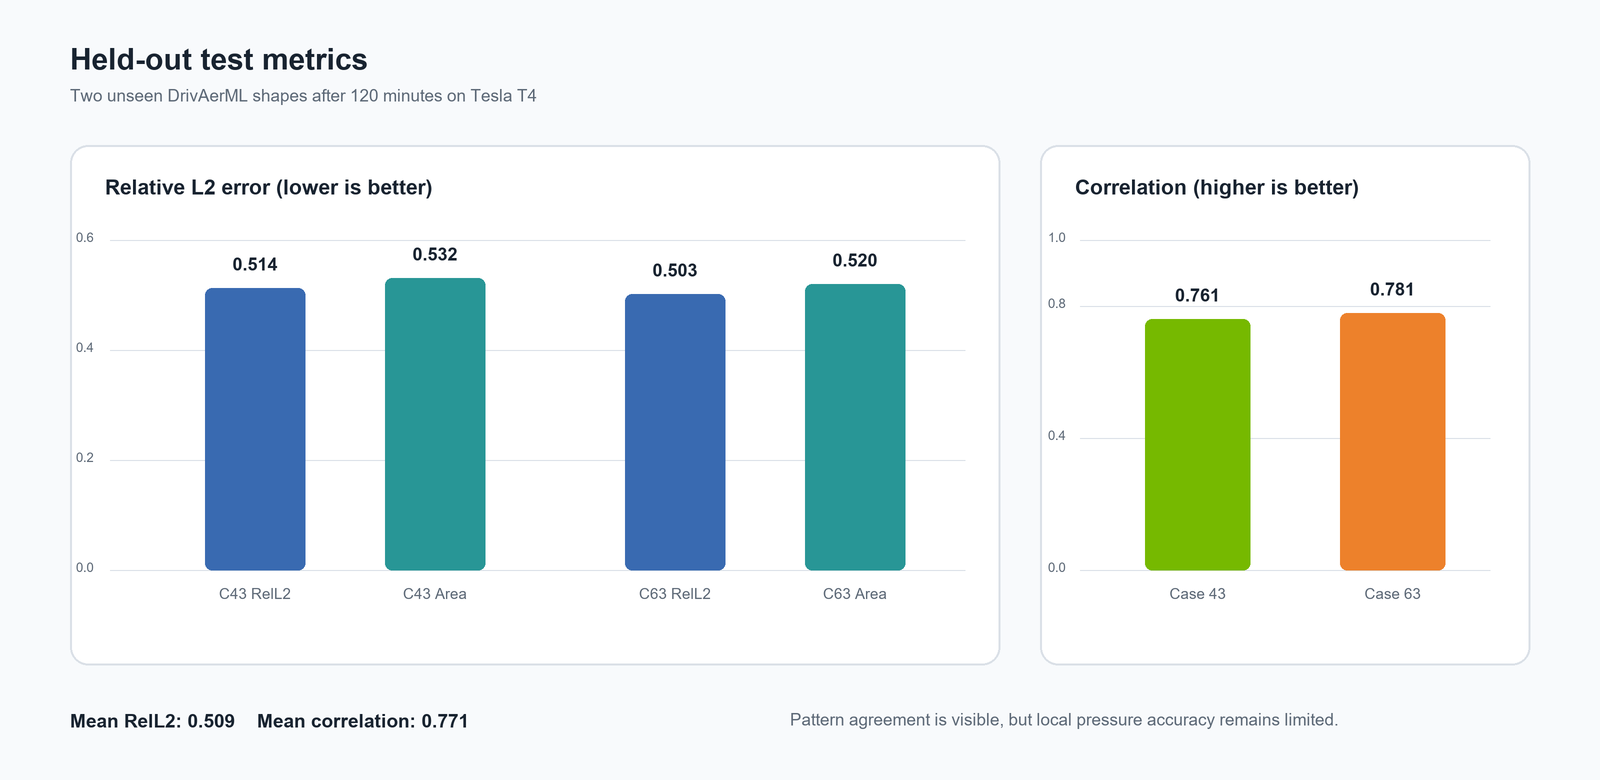 Held-out test metrics
Two unseen DrivAerML shapes after 120 minutes on Tesla T4
Relative L2 error (lower is better)
0.6
0.4
0.2
0.0
0.514
0.532
0.503
0.520
C43 RelL2
C43 Area
C63 RelL2
C63 Area
Correlation (higher is better)
1.0
0.8
0.4
0.0
0.761
0.781
Case 43
Case 63
Mean RelL2: 0.509 Mean correlation: 0.771
Pattern agreement is visible, but local pressure accuracy remains limited.